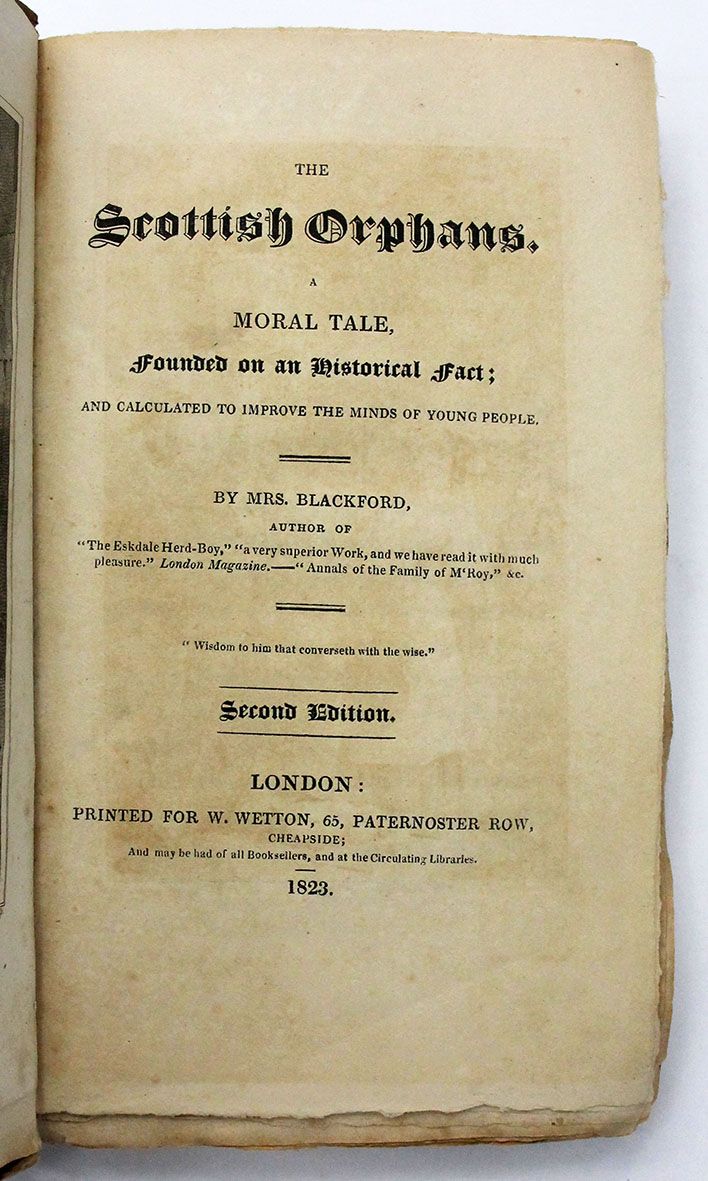 THE
Scottish Orphans.
A
MORAL TALE,
Founded on an Historical Fact;
AND CALCULATED TO IMPROVE THE MINDS OF YOUNG PEOPLE.
BY MRS. BLACKFORD,
AUTHOR OF
"The Eskdale Herd-Boy," "a very superior Work, and we have read it with much
pleasure." London Magazine.—"Annals of the Family of M'Roy," &c.
"Wisdom to him that converseth with the wise."
Second Edition.
LONDON:
PRINTED FOR W. WETTON, 65, PATERNOSTER ROW,
CHEAPSIDE;
And may be had of all Booksellers, and at the Circulating Libraries.
1823.